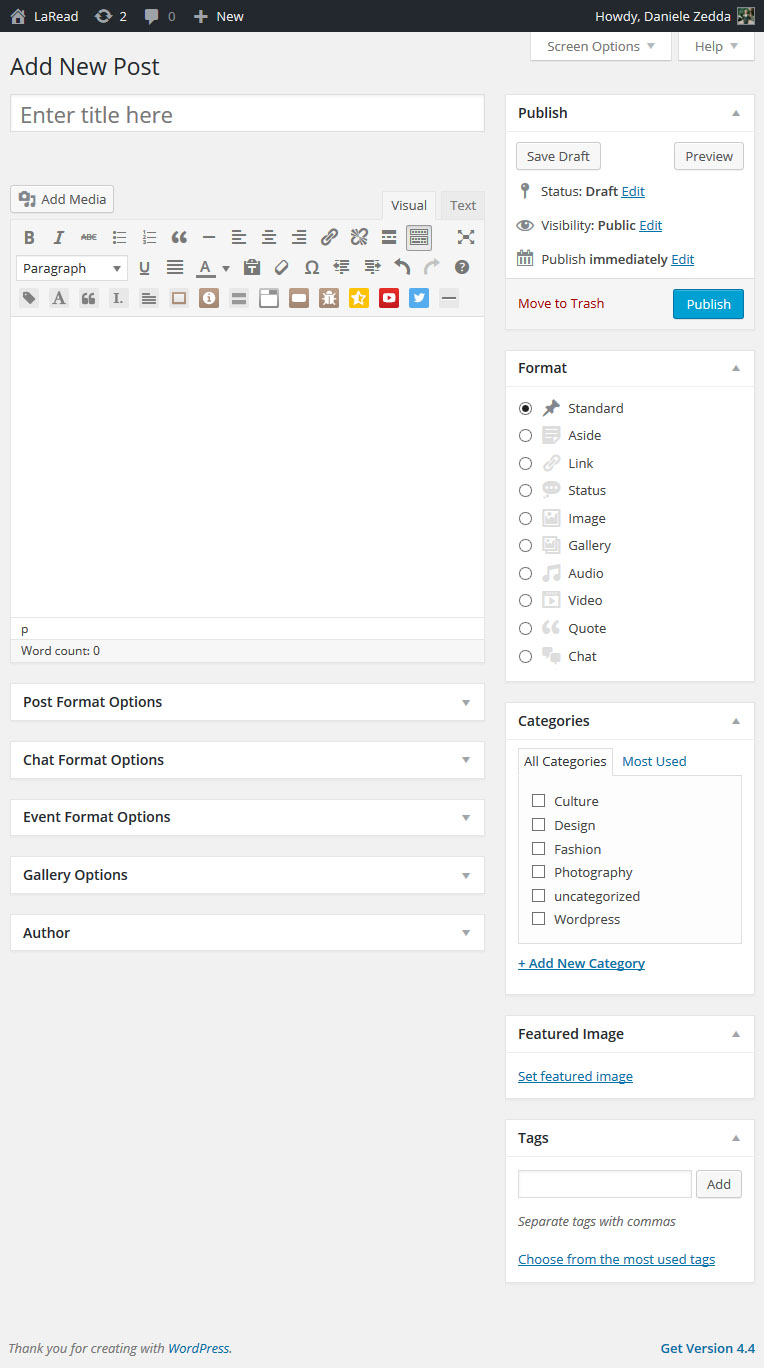 LaRead 2 0 New Howdy, Daniele Zedda
Screen Options Help
Add New Post
Enter title here
Add Media
Visual Text
B I ABC
Paragraph U A Ω ?
A I.
p
Word count: 0
Post Format Options
Chat Format Options
Event Format Options
Gallery Options
Author
Publish
Save Draft Preview
Status: Draft Edit
Visibility: Public Edit
Publish immediately Edit
Move to Trash Publish
Format
Standard
Aside
Link
Status
Image
Gallery
Audio
Video
Quote
Chat
Categories
All Categories Most Used
Culture
Design
Fashion
Photography
uncategorized
Wordpress
+ Add New Category
Featured Image
Set featured image
Tags
Add
Separate tags with commas
Choose from the most used tags
Thank you for creating with WordPress. Get Version 4.4